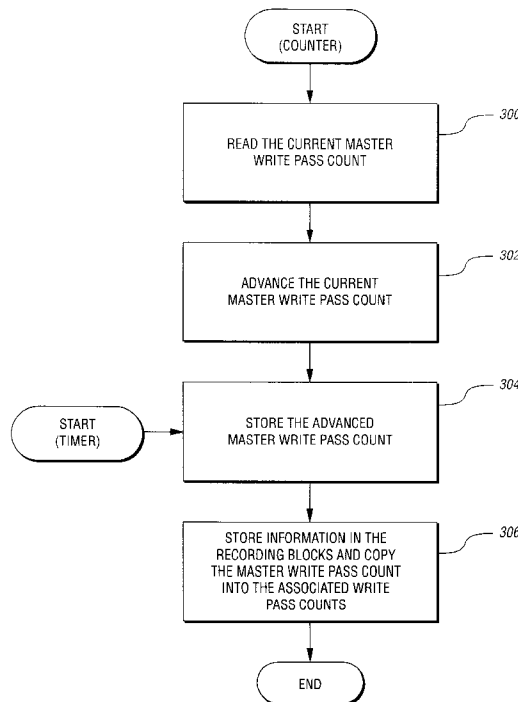 START
(COUNTER)
300
READ THE CURRENT MASTER
WRITE PASS COUNT
302
ADVANCE THE CURRENT
MASTER WRITE PASS COUNT
304
START
(TIMER)
STORE THE ADVANCED
MASTER WRITE PASS COUNT
306
STORE INFORMATION IN THE
RECORDING BLOCKS AND COPY
THE MASTER WRITE PASS COUNT
INTO THE ASSOCIATED WRITE
PASS COUNTS
END